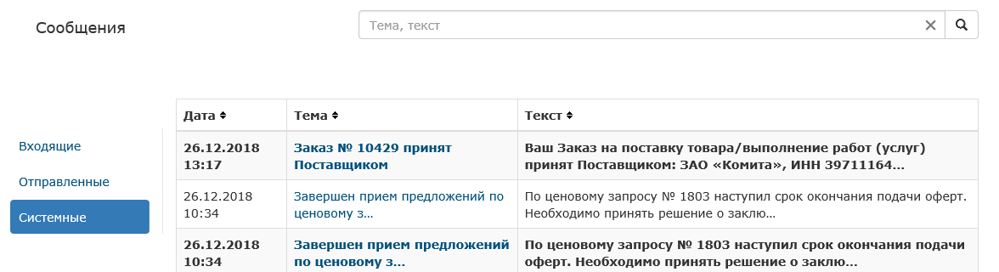 Сообщения
Тема, текст
Входящие
Отправленные
Системные
Дата Тема Текст
26.12.2018 13:17
Заказ № 10429 принят
Поставщиком
Ваш Заказ на поставку товара/выполнение работ (услуг)
принят Поставщиком: ЗАО «Комита», ИНН 39711164...
26.12.2018 10:34
Завершен прием предложений по
ценовому з...
По ценовому запросу № 1803 наступил срок окончания подачи оферт.
Необходимо принять решение о заклю...
26.12.2018 10:34
Завершен прием предложений
по ценовому з...
По ценовому запросу № 1803 наступил срок окончания подачи
оферт. Необходимо принять решение о заклю...